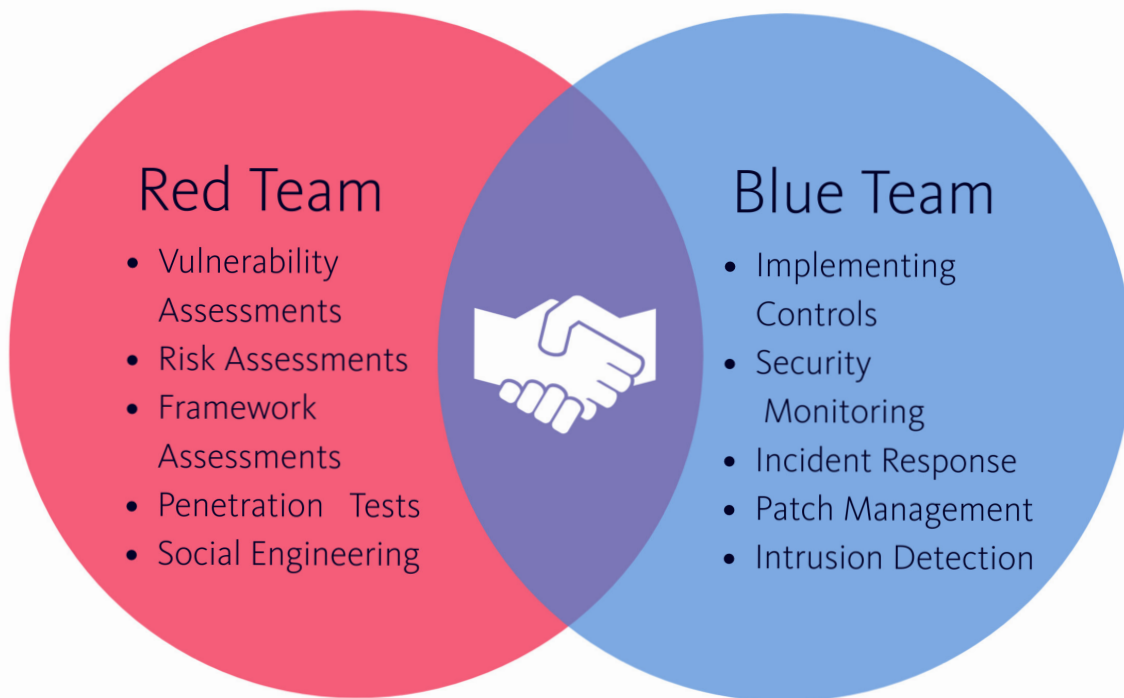 Red Team
• Vulnerability
Assessments
• Risk Assessments
• Framework
Assessments
• Penetration Tests
• Social Engineering
Blue Team
• Implementing
Controls
• Security
Monitoring
• Incident Response
• Patch Management
• Intrusion Detection